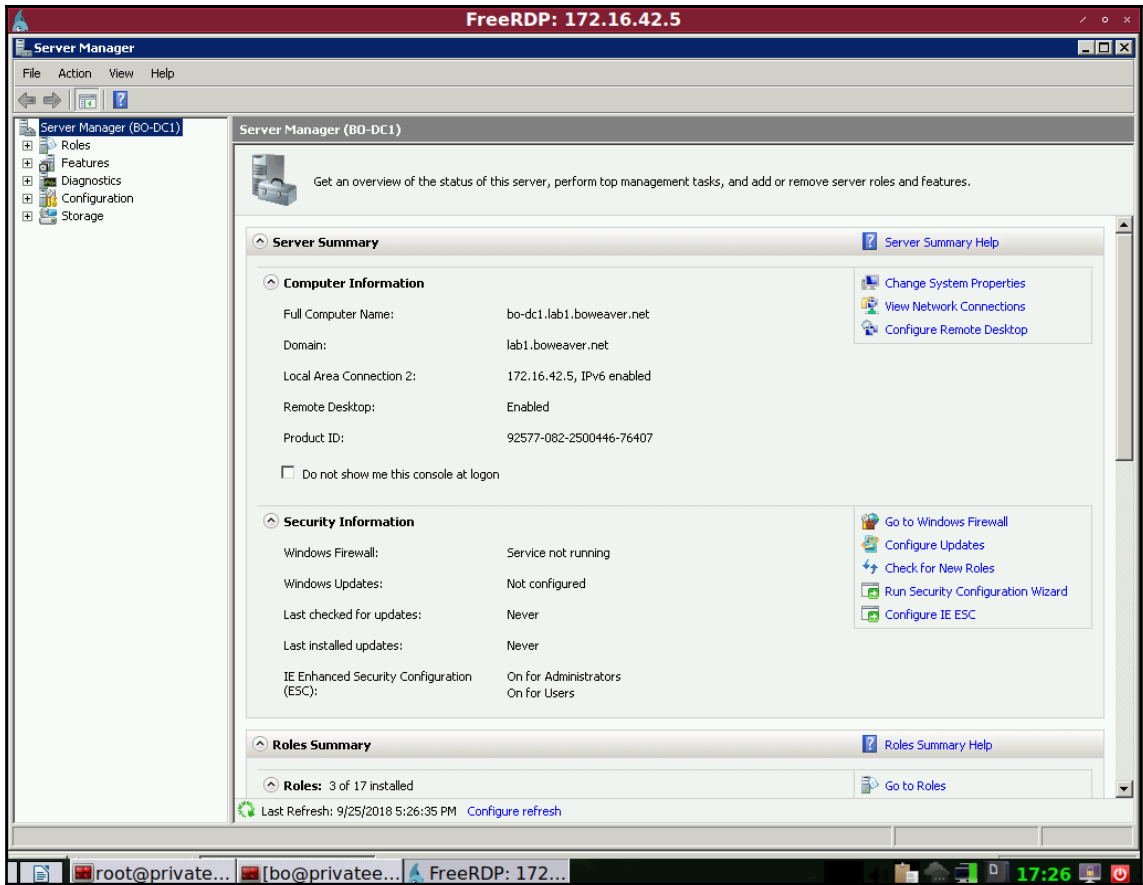 FreeRDP: 172.16.42.5
Server Manager
File Action View Help
Server Manager (BO-DC1)
Roles
Features
Diagnostics
Configuration
Storage
Server Manager (BO-DC1)
Get an overview of the status of this server, perform top management tasks, and add or remove server roles and features.
Server Summary
Server Summary Help
Computer Information
Full Computer Name: bo-dc1.lab1.boweaver.net
Domain: lab1.boweaver.net
Local Area Connection 2: 172.16.42.5, IPv6 enabled
Remote Desktop: Enabled
Product ID: 92577-082-2500446-76407
Do not show me this console at logon
Change System Properties
View Network Connections
Configure Remote Desktop
Security Information
Windows Firewall: Service not running
Windows Updates: Not configured
Last checked for updates: Never
Last installed updates: Never
IE Enhanced Security Configuration On for Administrators
(ESC): On for Users
Go to Windows Firewall
Configure Updates
Check for New Roles
Run Security Configuration Wizard
Configure IE ESC
Roles Summary
Roles Summary Help
Roles: 3 of 17 installed
Go to Roles
Last Refresh: 9/25/2018 5:26:35 PM Configure refresh
root@private... [bo@privatee... FreeRDP: 172... D 17:26